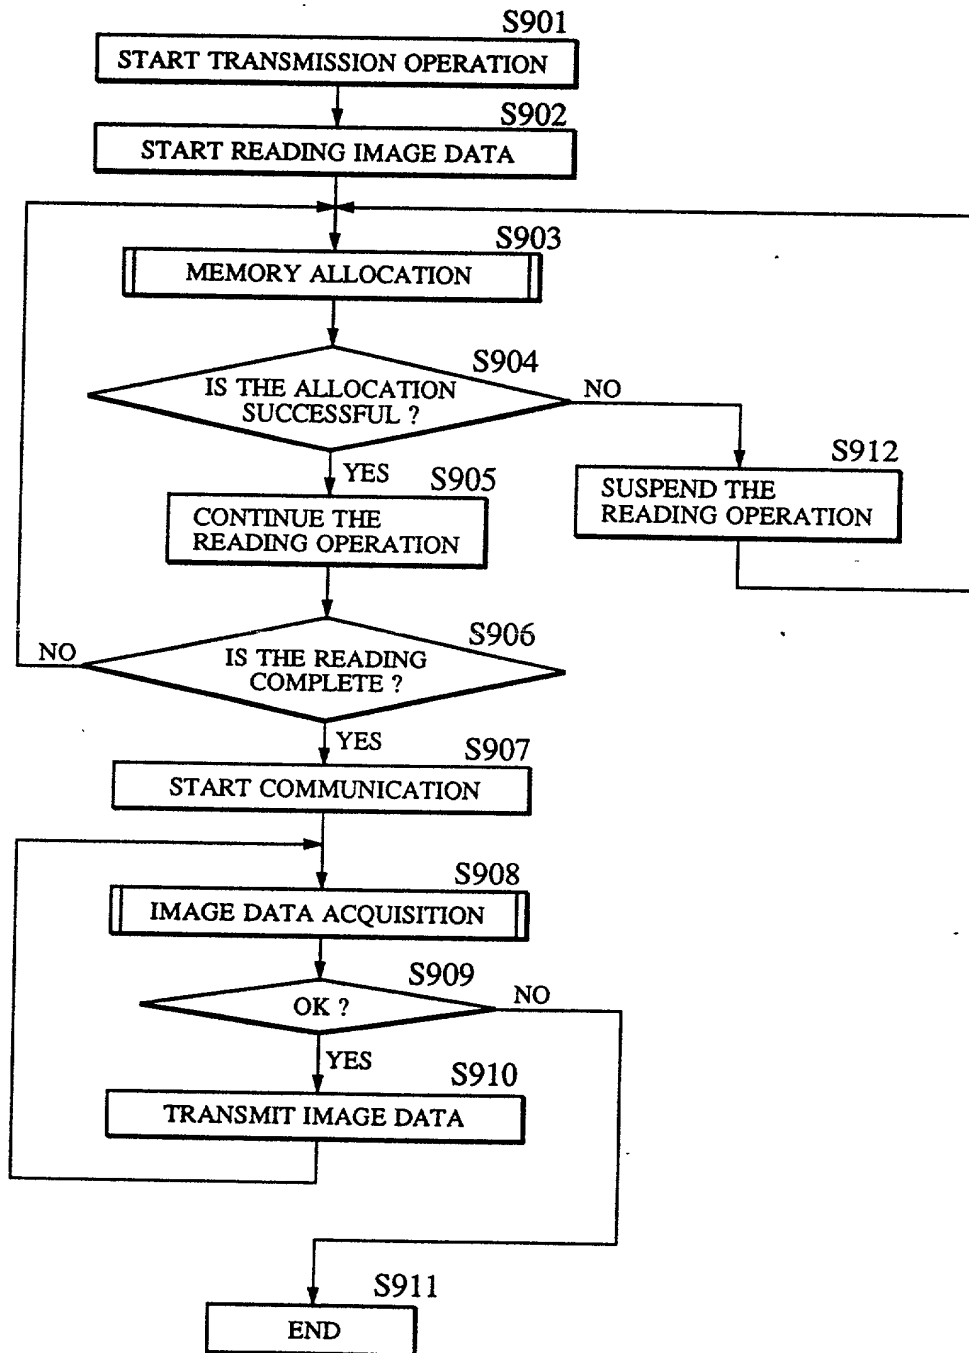 S901
START TRANSMISSION OPERATION
S902
START READING IMAGE DATA
S903
MEMORY ALLOCATION
S904
IS THE ALLOCATION
SUCCESSFUL ?
NO
YES
S912
SUSPEND THE
READING OPERATION
S905
CONTINUE THE
READING OPERATION
S906
IS THE READING
COMPLETE ?
NO
YES
S907
START COMMUNICATION
S908
IMAGE DATA ACQUISITION
S909
OK ?
NO
YES
S910
TRANSMIT IMAGE DATA
S911
END